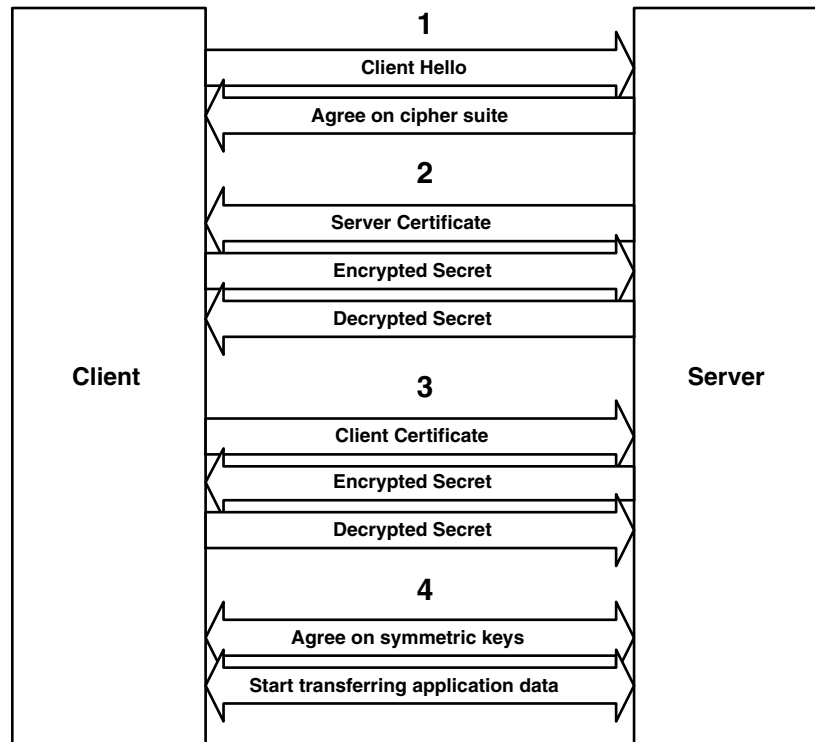 1
Client Hello
Agree on cipher suite
2
Server Certificate
Encrypted Secret
Decrypted Secret
Client
Server
3
Client Certificate
Encrypted Secret
Decrypted Secret
4
Agree on symmetric keys
Start transferring application data